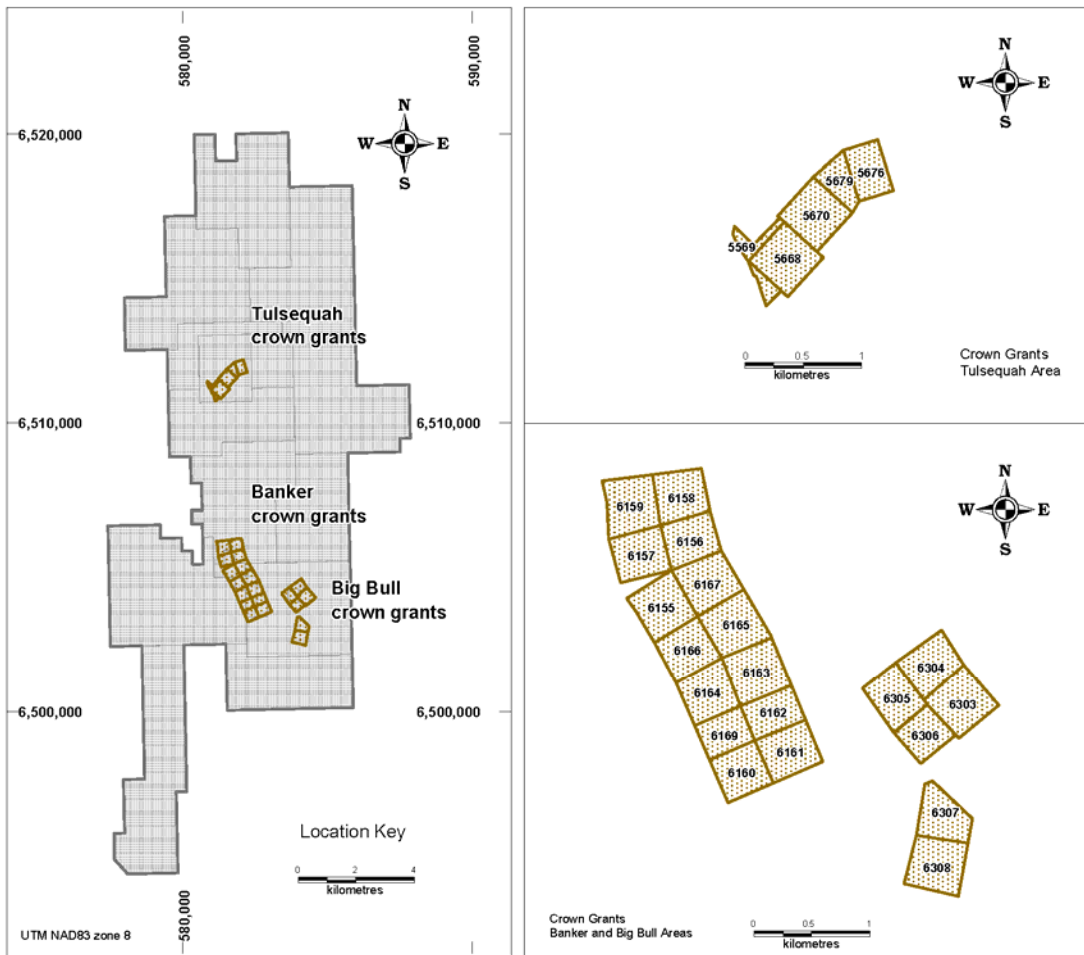 580,000
590,000
N
W E
S
6,520,000
Tulsequah
crown grants
6,510,000
6,510,000
Banker
crown grants
Big Bull
crown grants
6,500,000
6,500,000
Location Key
0 2 4
kilometres
580,000
UTM NAD83 zone 8
N
W E
S
5676
5679
5670
5569
5668
0 0.5 1
kilometres
Crown Grants
Tulsequah Area
N
W E
S
6159
6158
6157
6156
6167
6155
6165
6166
6163
6164
6162
6169
6161
6160
6304
6305
6303
6306
6307
6308
0 0.5 1
kilometres
Crown Grants
Banker and Big Bull Areas